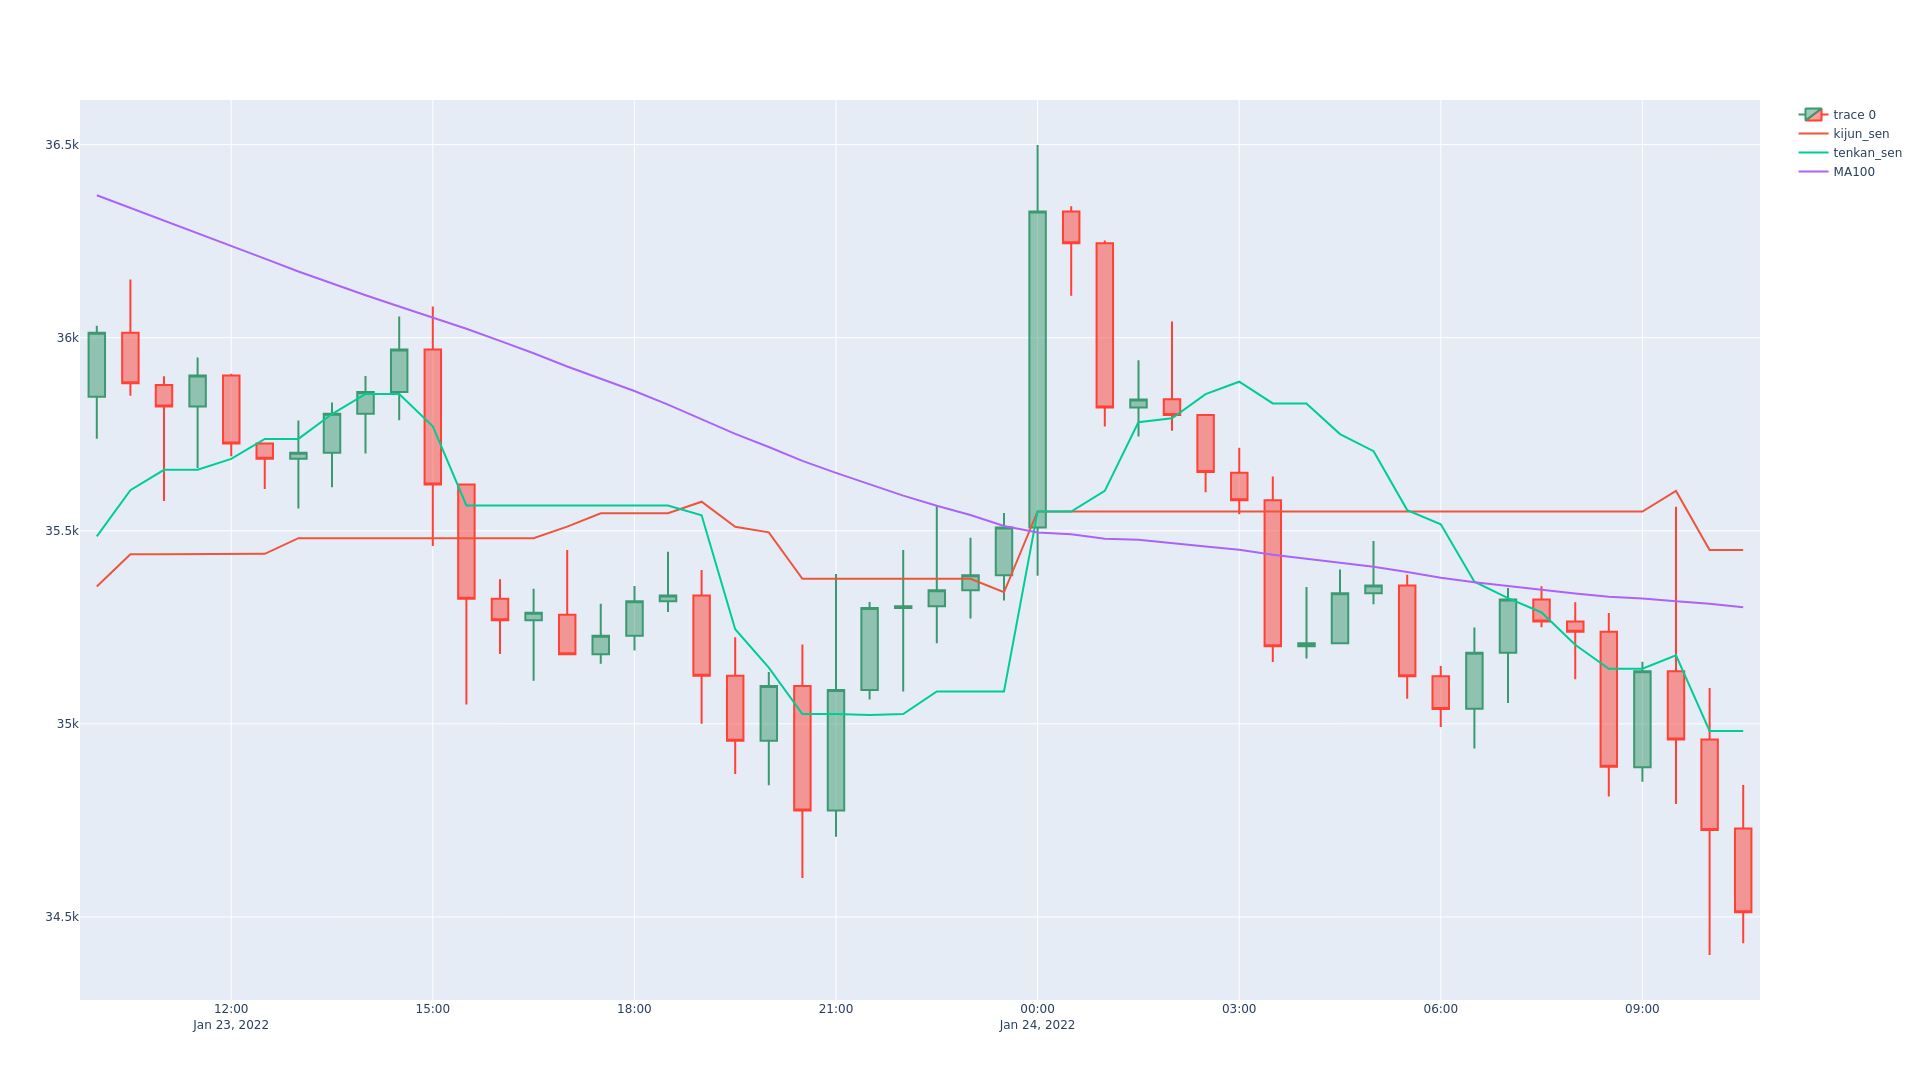 trace 0
kijun_sen
tenkan_sen
MA100
36.5k
36k
35.5k
35k
34.5k
12:00
Jan 23, 2022
15:00
18:00
21:00
00:00
Jan 24, 2022
03:00
06:00
09:00